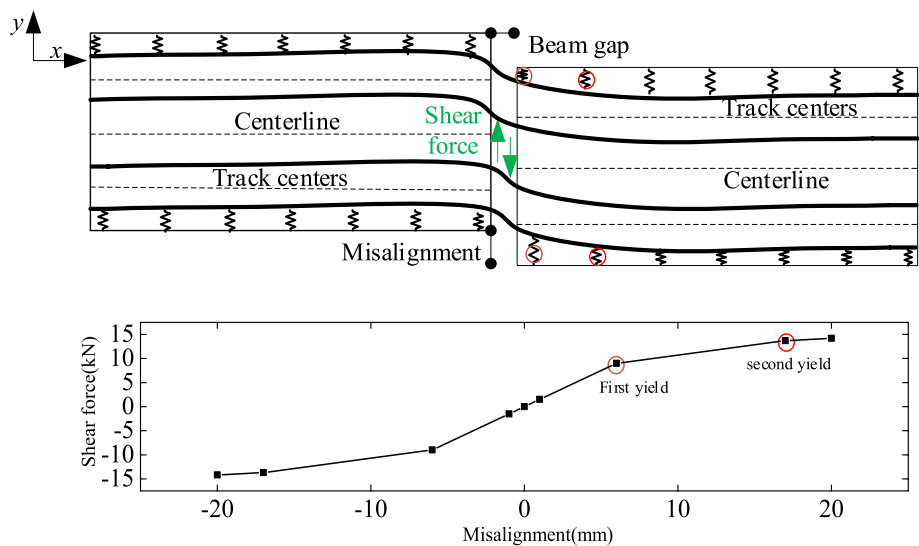 y
x
Beam gap
Track centers
Shear
force
Centerline
Track centers
Centerline
Misalignment
Shear force(kN)
15
10
5
0
-5
-10
-15
First yield
second yield
-20
-10
0
10
20
Misalignment(mm)